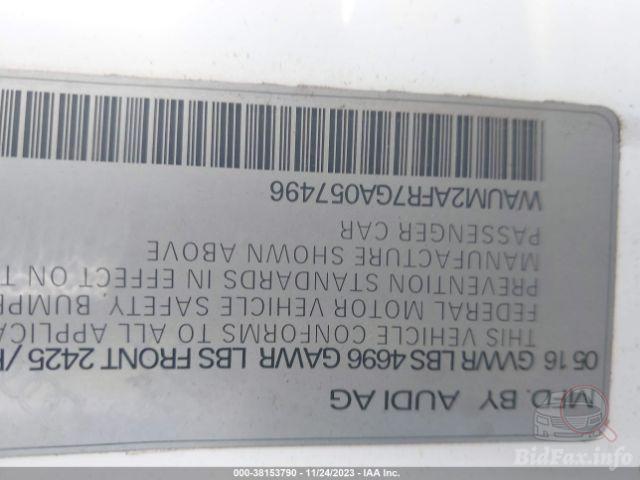 MFD. BY AUDI AG
05 16 GVWR LBS 4696 GAWR LBS FRONT 2425 /
THIS VEHICLE CONFORMS TO ALL
FEDERAL MOTOR VEHICLE SAFETY
PREVENTION STANDARDS IN EFFECT ON
MANUFACTURE SHOWN ABOVE
PASSENGER CAR
WAUM2AFR7GA057496
BidFax.info
000-38153790 - 11/24/2023 - IAA Inc.